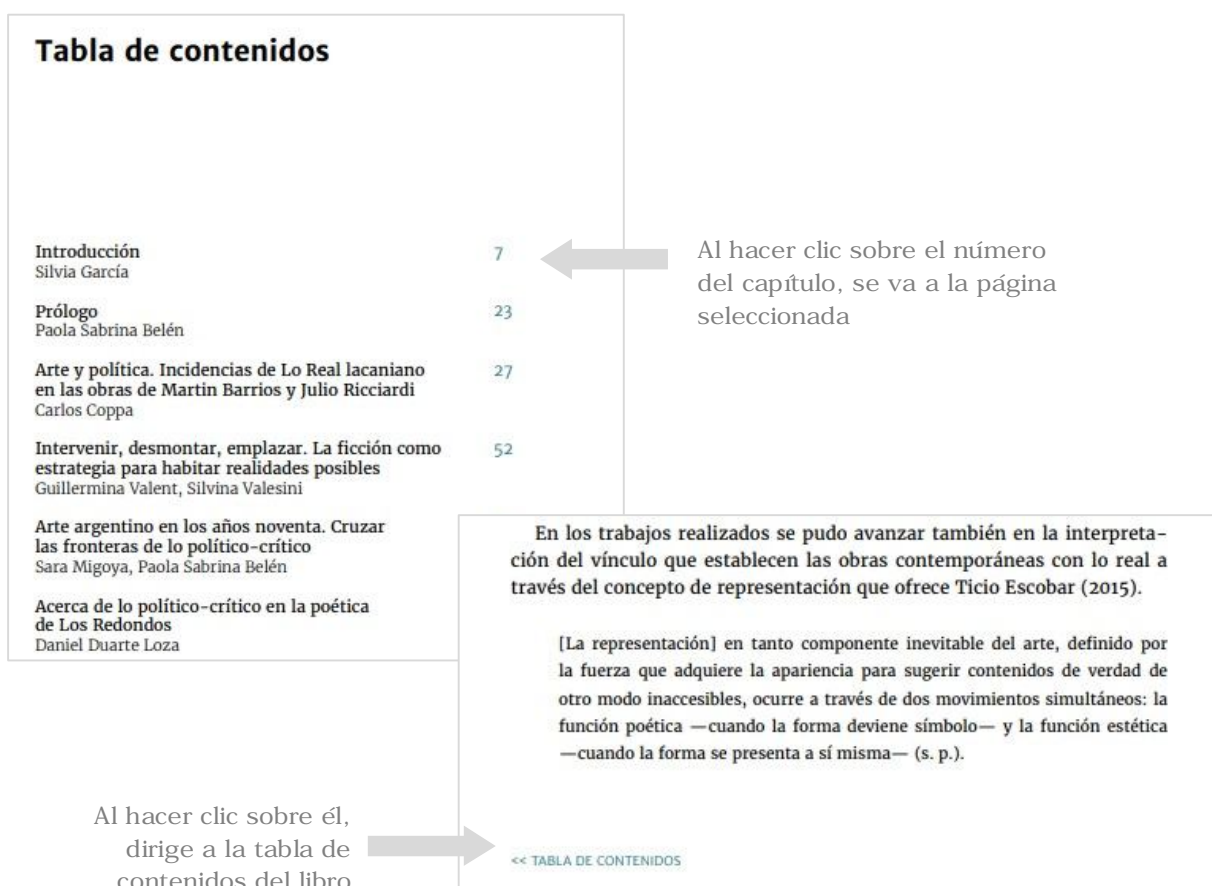 Tabla de contenidos
Introducción 7
Silvia García
Prólogo 23
Paola Sabrina Belén
Arte y política. Incidencias de Lo Real lacaniano 27
en las obras de Martin Barrios y Julio Ricciardi
Carlos Coppa
Intervenir, desmontar, emplazar. La ficción como 52
estrategia para habitar realidades posibles
Guillermina Valent, Silvina Valesini
Arte argentino en los años noventa. Cruzar
las fronteras de lo político-crítico
Sara Migoya, Paola Sabrina Belén
Acerca de lo político-crítico en la poética
de Los Redondos
Daniel Duarte Loza
Al hacer clic sobre el número
del capítulo, se va a la página
seleccionada
En los trabajos realizados se pudo avanzar también en la interpreta-
ción del vínculo que establecen las obras contemporáneas con lo real a
través del concepto de representación que ofrece Ticio Escobar (2015).
[La representación] en tanto componente inevitable del arte, definido por
la fuerza que adquiere la apariencia para sugerir contenidos de verdad de
otro modo inaccesibles, ocurre a través de dos movimientos simultáneos: la
función poética —cuando la forma deviene símbolo— y la función estética
—cuando la forma se presenta a sí misma— (s. p.).
Al hacer clic sobre él,
dirige a la tabla de
contenidos del libro
<< TABLA DE CONTENIDOS